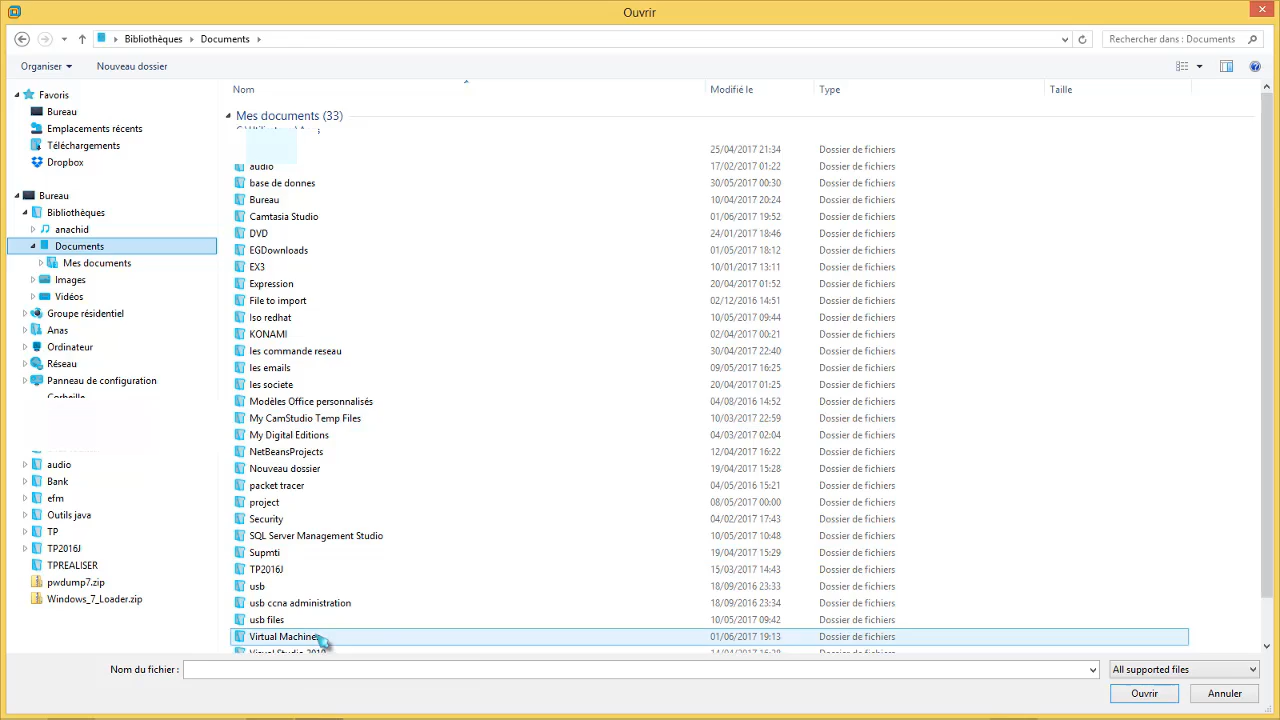 Ouvrir
Bibliothèques Documents
Rechercher dans : Documents
Organiser Nouveau dossier
Nom Modifié le Type Taille
Favoris
Bureau
Emplacements récents
Téléchargements
Dropbox
Bureau
Bibliothèques
anachid
Documents
Mes documents
Images
Vidéos
Groupe résidentiel
Anas
Ordinateur
Réseau
Panneau de configuration
Corbeille
audio
Bank
efm
Outils java
TP
TP2016J
TPREALISER
pwdump7.zip
Windows_7_Loader.zip
Mes documents (33)
25/04/2017 21:34 Dossier de fichiers
audio 17/02/2017 01:22 Dossier de fichiers
base de donnes 30/05/2017 00:30 Dossier de fichiers
Bureau 10/04/2017 20:24 Dossier de fichiers
Camtasia Studio 01/06/2017 19:52 Dossier de fichiers
DVD 24/01/2017 18:46 Dossier de fichiers
EGDownloads 01/05/2017 18:12 Dossier de fichiers
EX3 10/01/2017 13:11 Dossier de fichiers
Expression 20/04/2017 01:52 Dossier de fichiers
File to import 02/12/2016 14:51 Dossier de fichiers
Iso redhat 10/05/2017 09:44 Dossier de fichiers
KONAMI 02/04/2017 00:21 Dossier de fichiers
les commande reseau 30/04/2017 22:40 Dossier de fichiers
les emails 09/05/2017 16:25 Dossier de fichiers
les societe 20/04/2017 01:25 Dossier de fichiers
Modèles Office personnalisés 04/08/2016 14:52 Dossier de fichiers
My CamStudio Temp Files 10/03/2017 22:59 Dossier de fichiers
My Digital Editions 04/03/2017 02:04 Dossier de fichiers
NetBeansProjects 12/04/2017 16:22 Dossier de fichiers
Nouveau dossier 19/04/2017 15:28 Dossier de fichiers
packet tracer 04/05/2016 15:21 Dossier de fichiers
project 08/05/2017 00:00 Dossier de fichiers
Security 04/02/2017 17:43 Dossier de fichiers
SQL Server Management Studio 10/05/2017 10:48 Dossier de fichiers
Supmti 19/04/2017 15:29 Dossier de fichiers
TP2016J 15/03/2017 14:43 Dossier de fichiers
usb 18/09/2016 23:33 Dossier de fichiers
usb ccna administration 18/09/2016 23:34 Dossier de fichiers
usb files 10/05/2017 09:42 Dossier de fichiers
Virtual Machines 01/06/2017 19:13 Dossier de fichiers
Nom du fichier : All supported files
Ouvrir Annuler